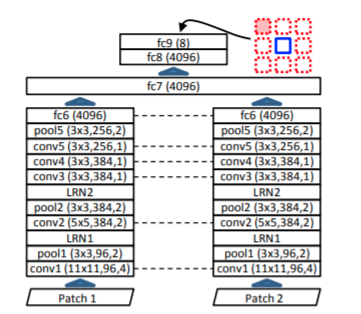 fc9 (8)
fc8 (4096)
fc7 (4096)
fc6 (4096)
pool5 (3x3,256,2)
conv5 (3x3,256,1)
conv4 (3x3,384,1)
conv3 (3x3,384,1)
LRN2
pool2 (3x3,384,2)
conv2 (5x5,384,2)
LRN1
pool1 (3x3,96,2)
conv1 (11x11,96,4)
Patch 1
fc6 (4096)
pool5 (3x3,256,2)
conv5 (3x3,256,1)
conv4 (3x3,384,1)
conv3 (3x3,384,1)
LRN2
pool2 (3x3,384,2)
conv2 (5x5,384,2)
LRN1
pool1 (3x3,96,2)
conv1 (11x11,96,4)
Patch 2